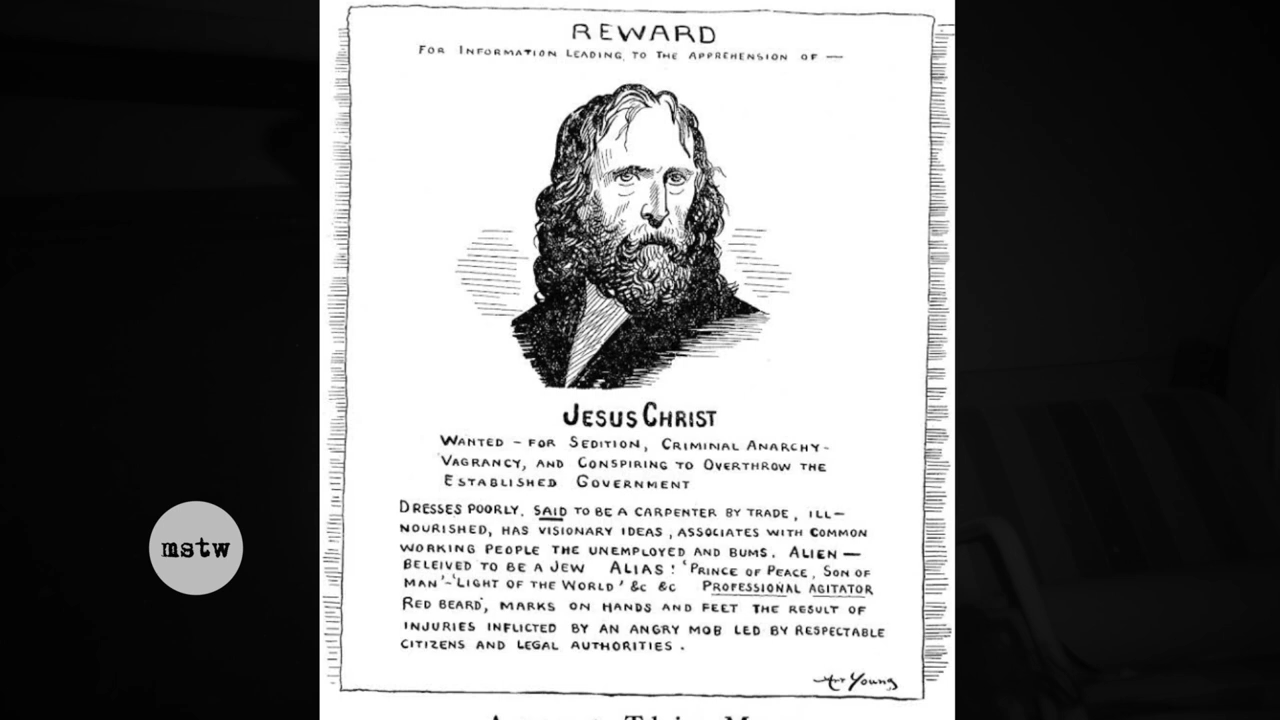 REWARD
FOR INFORMATION LEADING TO THE APPREHENSION OF —
JESUS CHRIST
WANTED – FOR SEDITION, CRIMINAL ANARCHY–
VAGRANCY, AND CONSPIRING TO OVERTHROW THE
ESTABLISHED GOVERNMENT
DRESSES POORLY. SAID TO BE A CARPENTER BY TRADE, ILL–
NOURISHED, HAS VISIONARY IDEAS, ASSOCIATES WITH COMMON
WORKING PEOPLE THE UNEMPLOYED AND BUMS. ALIEN —
BELEIVED TO BE A JEW ALIAS: 'PRINCE OF PEACE, SON OF
MAN'–'LIGHT OF THE WORLD' &c &c PROFESSIONAL AGITATOR
RED BEARD, MARKS ON HANDS AND FEET THE RESULT OF
INJURIES INFLICTED BY AN ANGRY MOB LED BY RESPECTABLE
CITIZENS AND LEGAL AUTHORITIES.
Art Young
mstw